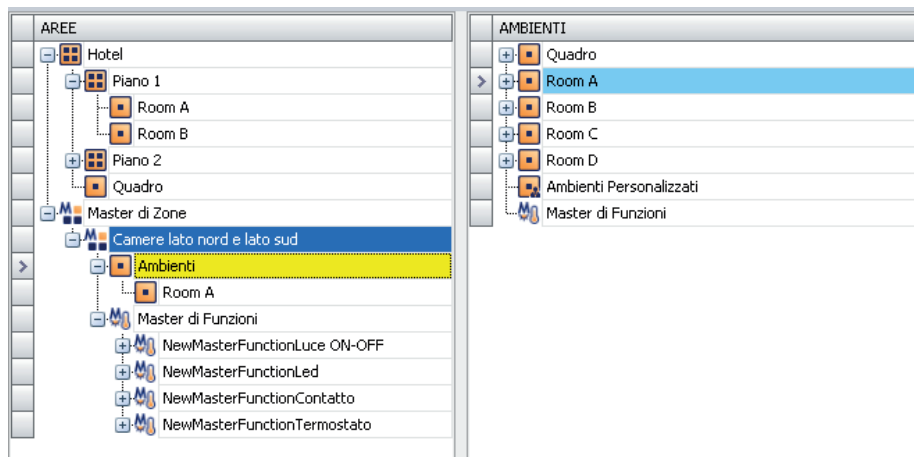 AREE
Hotel
Piano 1
Room A
Room B
Piano 2
Quadro
Master di Zone
Camere lato nord e lato sud
Ambienti
Room A
Master di Funzioni
NewMasterFunctionLuce ON-OFF
NewMasterFunctionLed
NewMasterFunctionContatto
NewMasterFunctionTermostato
AMBIENTI
Quadro
Room A
Room B
Room C
Room D
Ambienti Personalizzati
Master di Funzioni